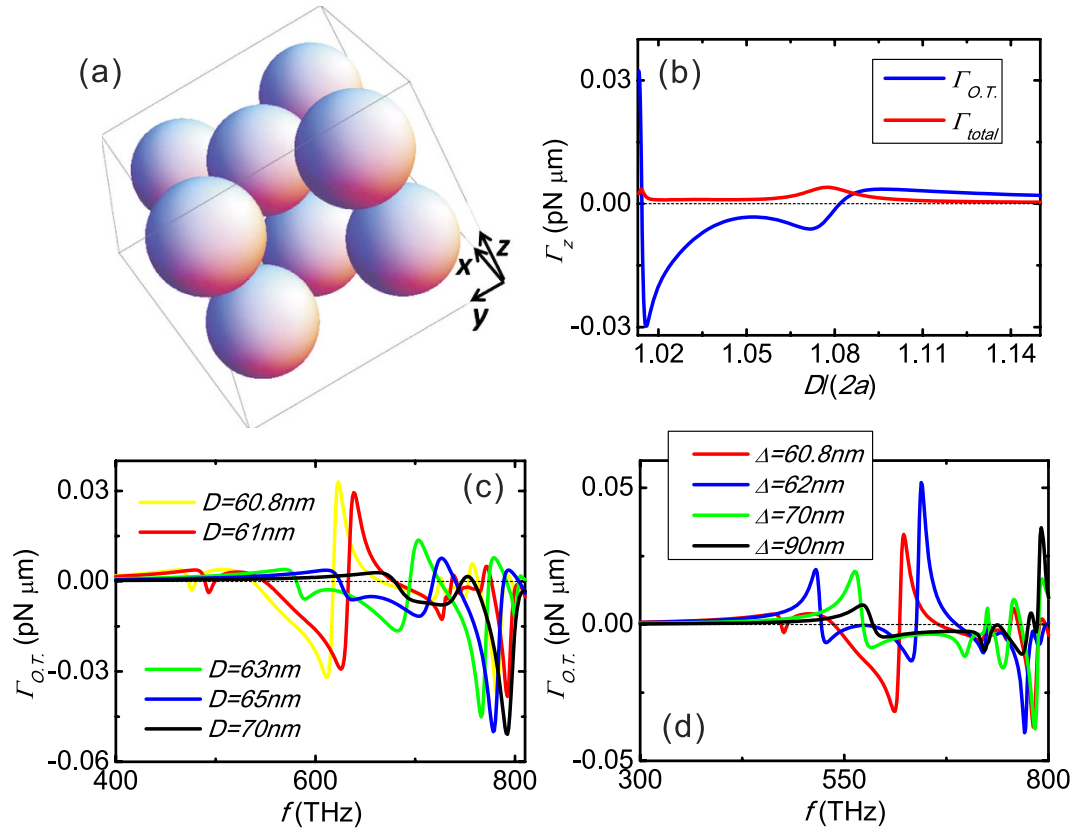 (a)
x
z
y
(b)
Γ_z (pN μm)
0.03
0.00
-0.03
Γ_O.T.
Γ_total
1.02 1.05 1.08 1.11 1.14
D/(2a)
(c)
Γ_O.T. (pN μm)
0.03
0.00
-0.03
-0.06
D=60.8nm
D=61nm
D=63nm
D=65nm
D=70nm
400 600 800
f(THz)
(d)
Γ_O.T. (pN μm)
0.05
0.00
-0.05
Δ=60.8nm
Δ=62nm
Δ=70nm
Δ=90nm
300 550 800
f(THz)